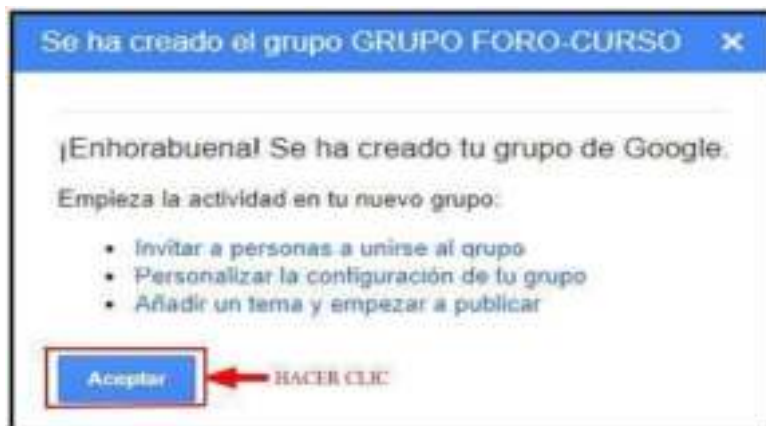 Se ha creado el grupo GRUPO FORO-CURSO ×
¡Enhorabuena! Se ha creado tu grupo de Google.
Empieza la actividad en tu nuevo grupo:
• Invitar a personas a unirse al grupo
• Personalizar la configuración de tu grupo
• Añadir un tema y empezar a publicar
Aceptar HACER CLIC